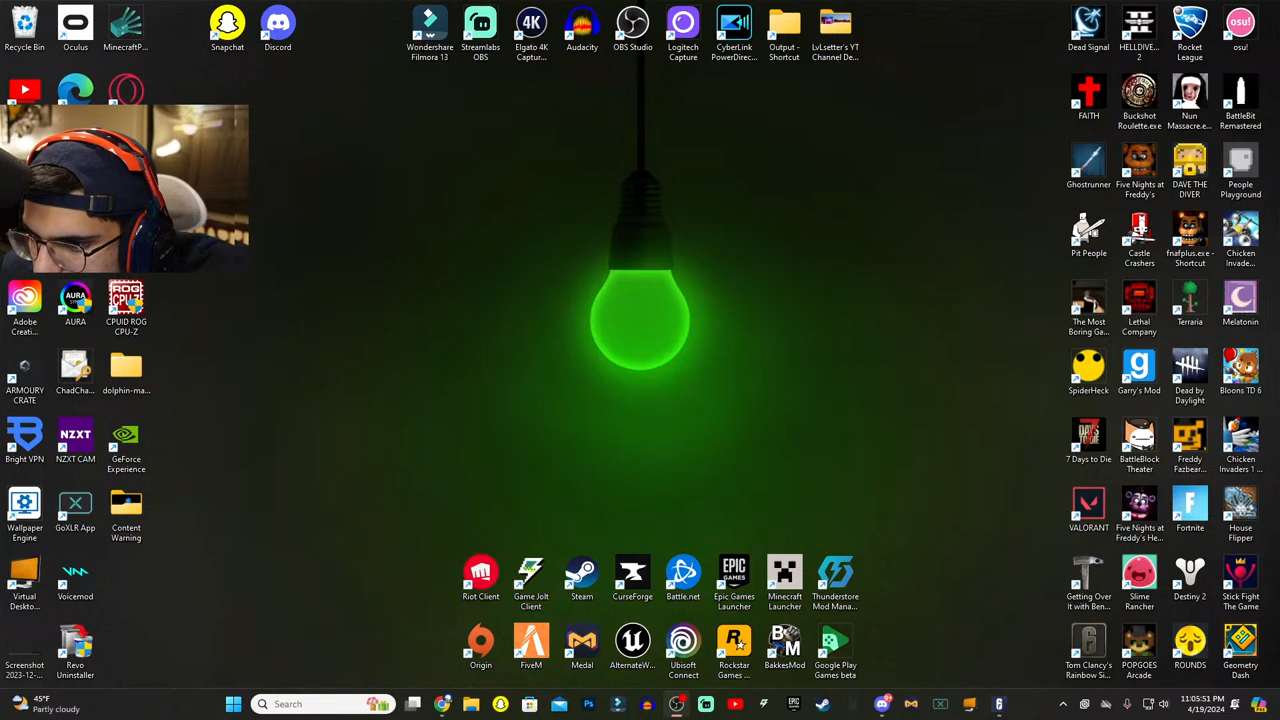 Recycle Bin
Oculus
MinecraftP...
Snapchat
Discord
Wondershare Filmora 13
Streamlabs OBS
4K
Elgato 4K Captur...
Audacity
OBS Studio
Logitech Capture
CyberLink PowerDirec...
Output - Shortcut
LvLsetter's YT Channel De...
Dead Signal
HELLDIVE... 2
Rocket League
osu!
osu!
FAITH
Buckshot Roulette.exe
Nun Massacre.e...
BattleBit Remastered
Ghostrunner
Five Nights at Freddy's
DAVE THE DIVER
People Playground
Pit People
Castle Crashers
fnafplus.exe - Shortcut
Chicken Invade...
AURA
ROG
CPU-Z
Adobe Creati...
AURA
CPUID ROG CPU-Z
The Most Boring Ga...
Lethal Company
Terraria
Melatonin
ARMOURY CRATE
ChadCha...
dolphin-ma...
SpiderHeck
g
Garry's Mod
Dead by Daylight
Bloons TD 6
NZXT
Bright VPN
NZXT CAM
GeForce Experience
7 DAYS TO DIE
7 Days to Die
BattleBlock Theater
Freddy Fazbear...
Chicken Invaders 1 ...
Wallpaper Engine
GoXLR App
Content Warning
VALORANT
Five Nights at Freddy's He...
Fortnite
House Flipper
Virtual Deskto...
Voicemod
Riot Client
Game Jolt Client
Steam
CurseForge
Battle.net
EPIC GAMES
Epic Games Launcher
Minecraft Launcher
Thunderstore Mod Mana...
Getting Over It with Ben...
Slime Rancher
Destiny 2
Stick Fight The Game
Screenshot 2023-12-...
Revo Uninstaller
Origin
FiveM
Medal
AlternateW...
Ubisoft Connect
Rockstar Games ...
BM
BakkesMod
Google Play Games beta
Tom Clancy's Rainbow Si...
POPGOES Arcade
ROUNDS
Geometry Dash
45°F
Partly cloudy
Search
Ps
11:05:51 PM
4/19/2024